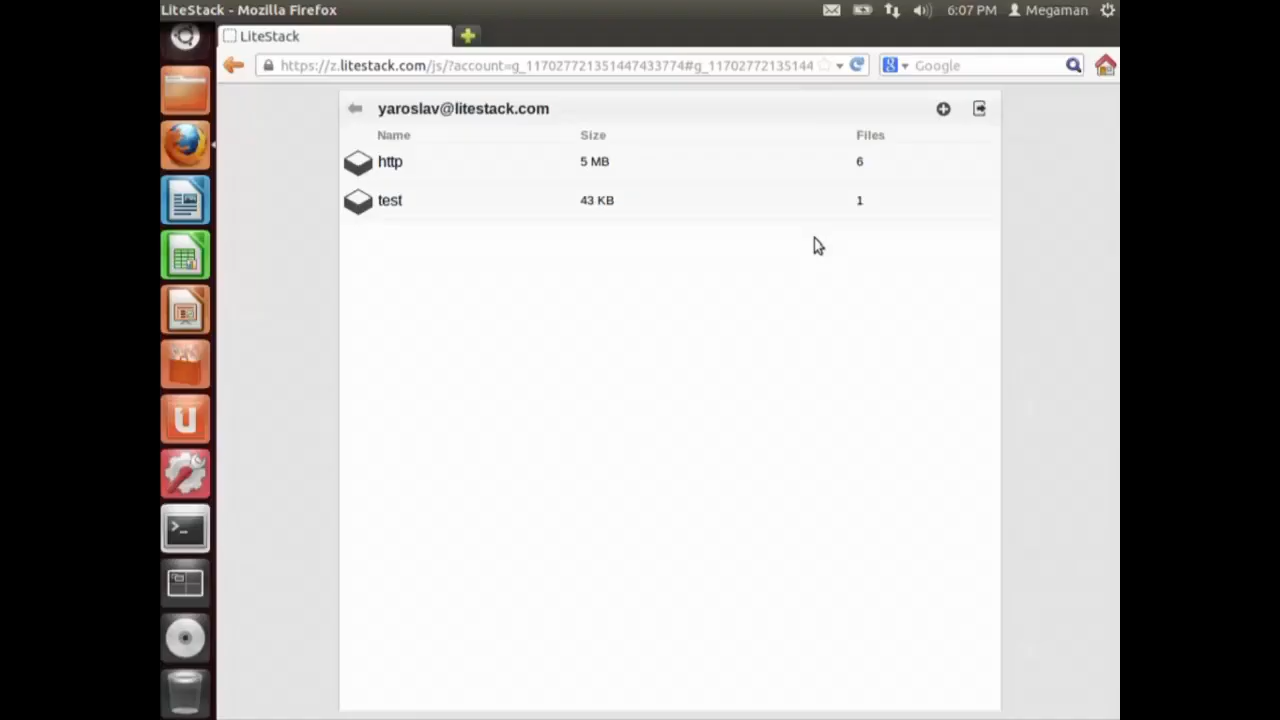 LiteStack - Mozilla Firefox
6:07 PM
Megaman
LiteStack
https://z.litestack.com/js/?account=g_117027721351447433774#g_11702772135144
Google
yaroslav@litestack.com
Name Size Files
http 5 MB 6
test 43 KB 1